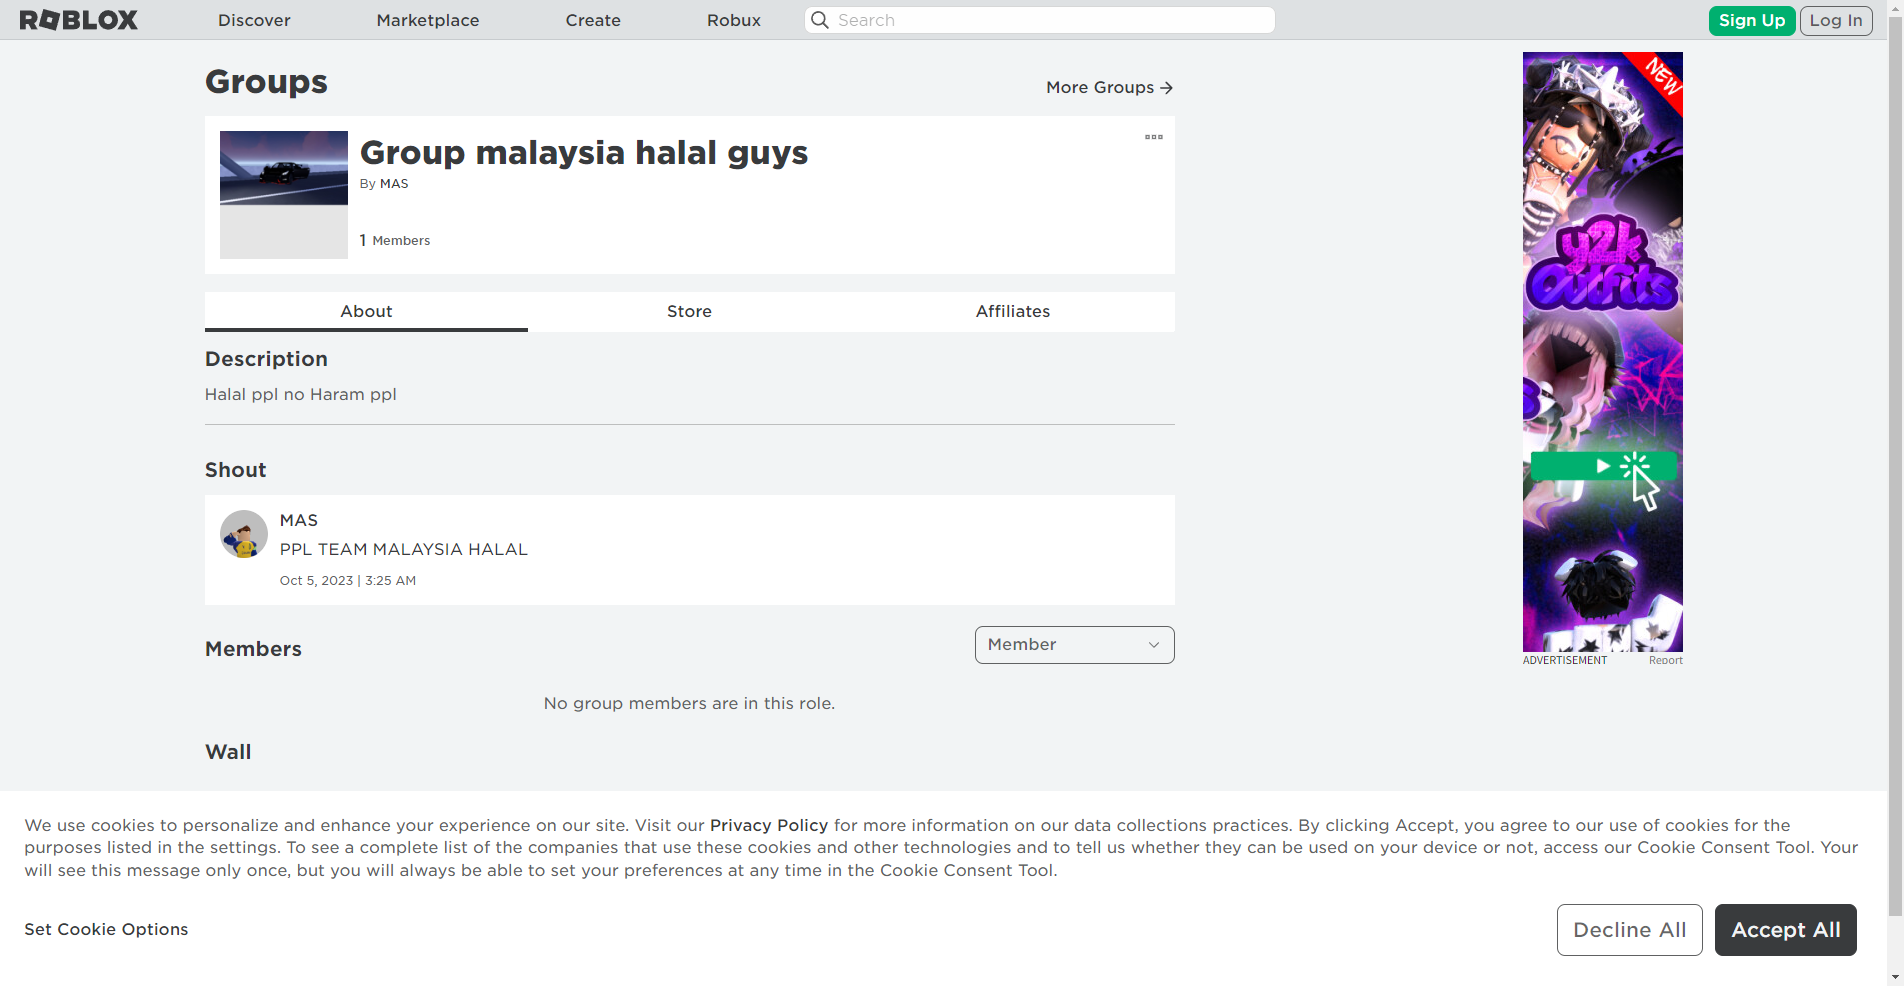 ROBLOX
Discover
Marketplace
Create
Robux
Search
Sign Up
Log In
Groups
More Groups
Group malaysia halal guys
By MAS
1 Members
About
Store
Affiliates
Description
Halal ppl no Haram ppl
Shout
MAS
PPL TEAM MALAYSIA HALAL
Oct 5, 2023 | 3:25 AM
Members
Member
No group members are in this role.
Wall
NEW
y2k
Outfits
ADVERTISEMENT
Report
We use cookies to personalize and enhance your experience on our site. Visit our Privacy Policy for more information on our data collections practices. By clicking Accept, you agree to our use of cookies for the
purposes listed in the settings. To see a complete list of the companies that use these cookies and other technologies and to tell us whether they can be used on your device or not, access our Cookie Consent Tool. Your
will see this message only once, but you will always be able to set your preferences at any time in the Cookie Consent Tool.
Set Cookie Options
Decline All
Accept All